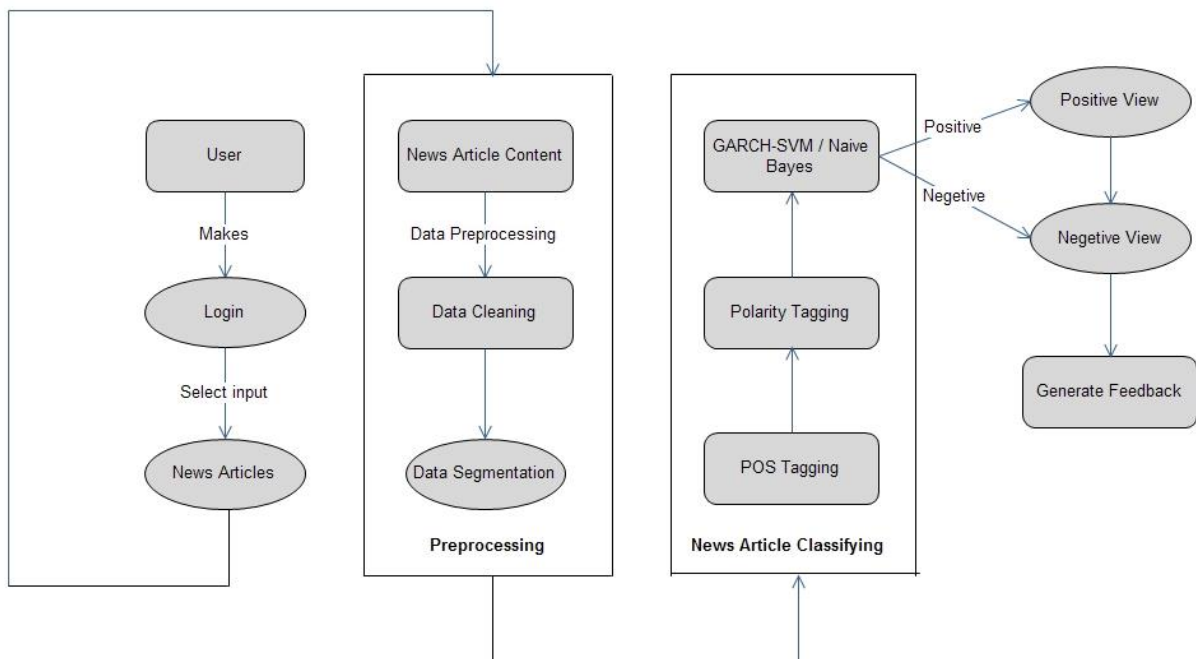 User
Makes
Login
Select input
News Articles
News Article Content
Data Preprocessing
Data Cleaning
Data Segmentation
Preprocessing
GARCH-SVM / Naive
Bayes
Polarity Tagging
POS Tagging
News Article Classifying
Positive
Negetive
Positive View
Negetive View
Generate Feedback